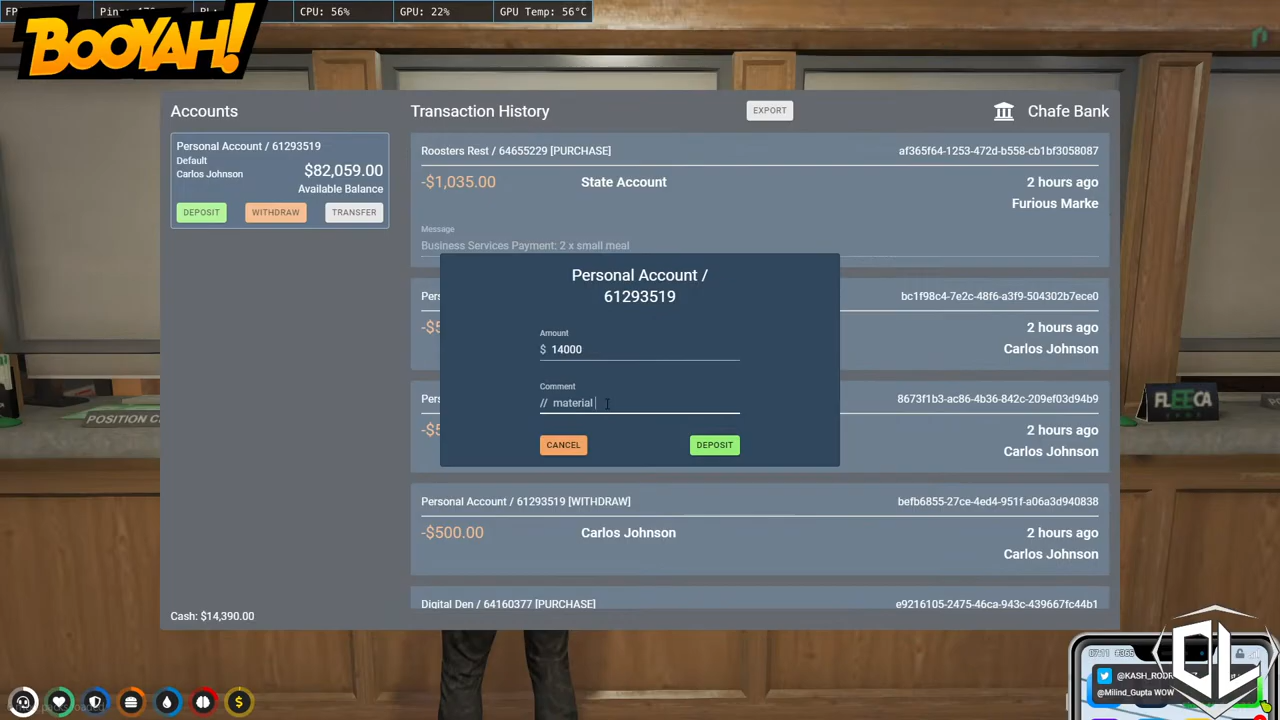 CPU: 56%
GPU: 22%
GPU Temp: 56°C
BOOYAH!
Accounts
Personal Account / 61293519
Default
Carlos Johnson
$82,059.00
Available Balance
DEPOSIT
WITHDRAW
TRANSFER
Cash: $14,390.00
Transaction History
EXPORT
Chafe Bank
Roosters Rest / 64655229 [PURCHASE]
af365f64-1253-472d-b558-cb1bf3058087
-$1,035.00
State Account
2 hours ago
Furious Marke
Message
Business Services Payment: 2 x small meal
bc1f98c4-7e2c-48f6-a3f9-504302b7ece0
2 hours ago
Carlos Johnson
8673f1b3-ac86-4b36-842c-209ef03d94b9
2 hours ago
Carlos Johnson
Personal Account / 61293519 [WITHDRAW]
befb6855-27ce-4ed4-951f-a06a3d940838
-$500.00
Carlos Johnson
2 hours ago
Carlos Johnson
Digital Den / 64160377 [PURCHASE]
e9216105-2475-46ca-943c-439667fc44b1
Personal Account /
61293519
Amount
$ 14000
Comment
// material
CANCEL
DEPOSIT
FLEECA
07:11
@Milind_Gupta WOW